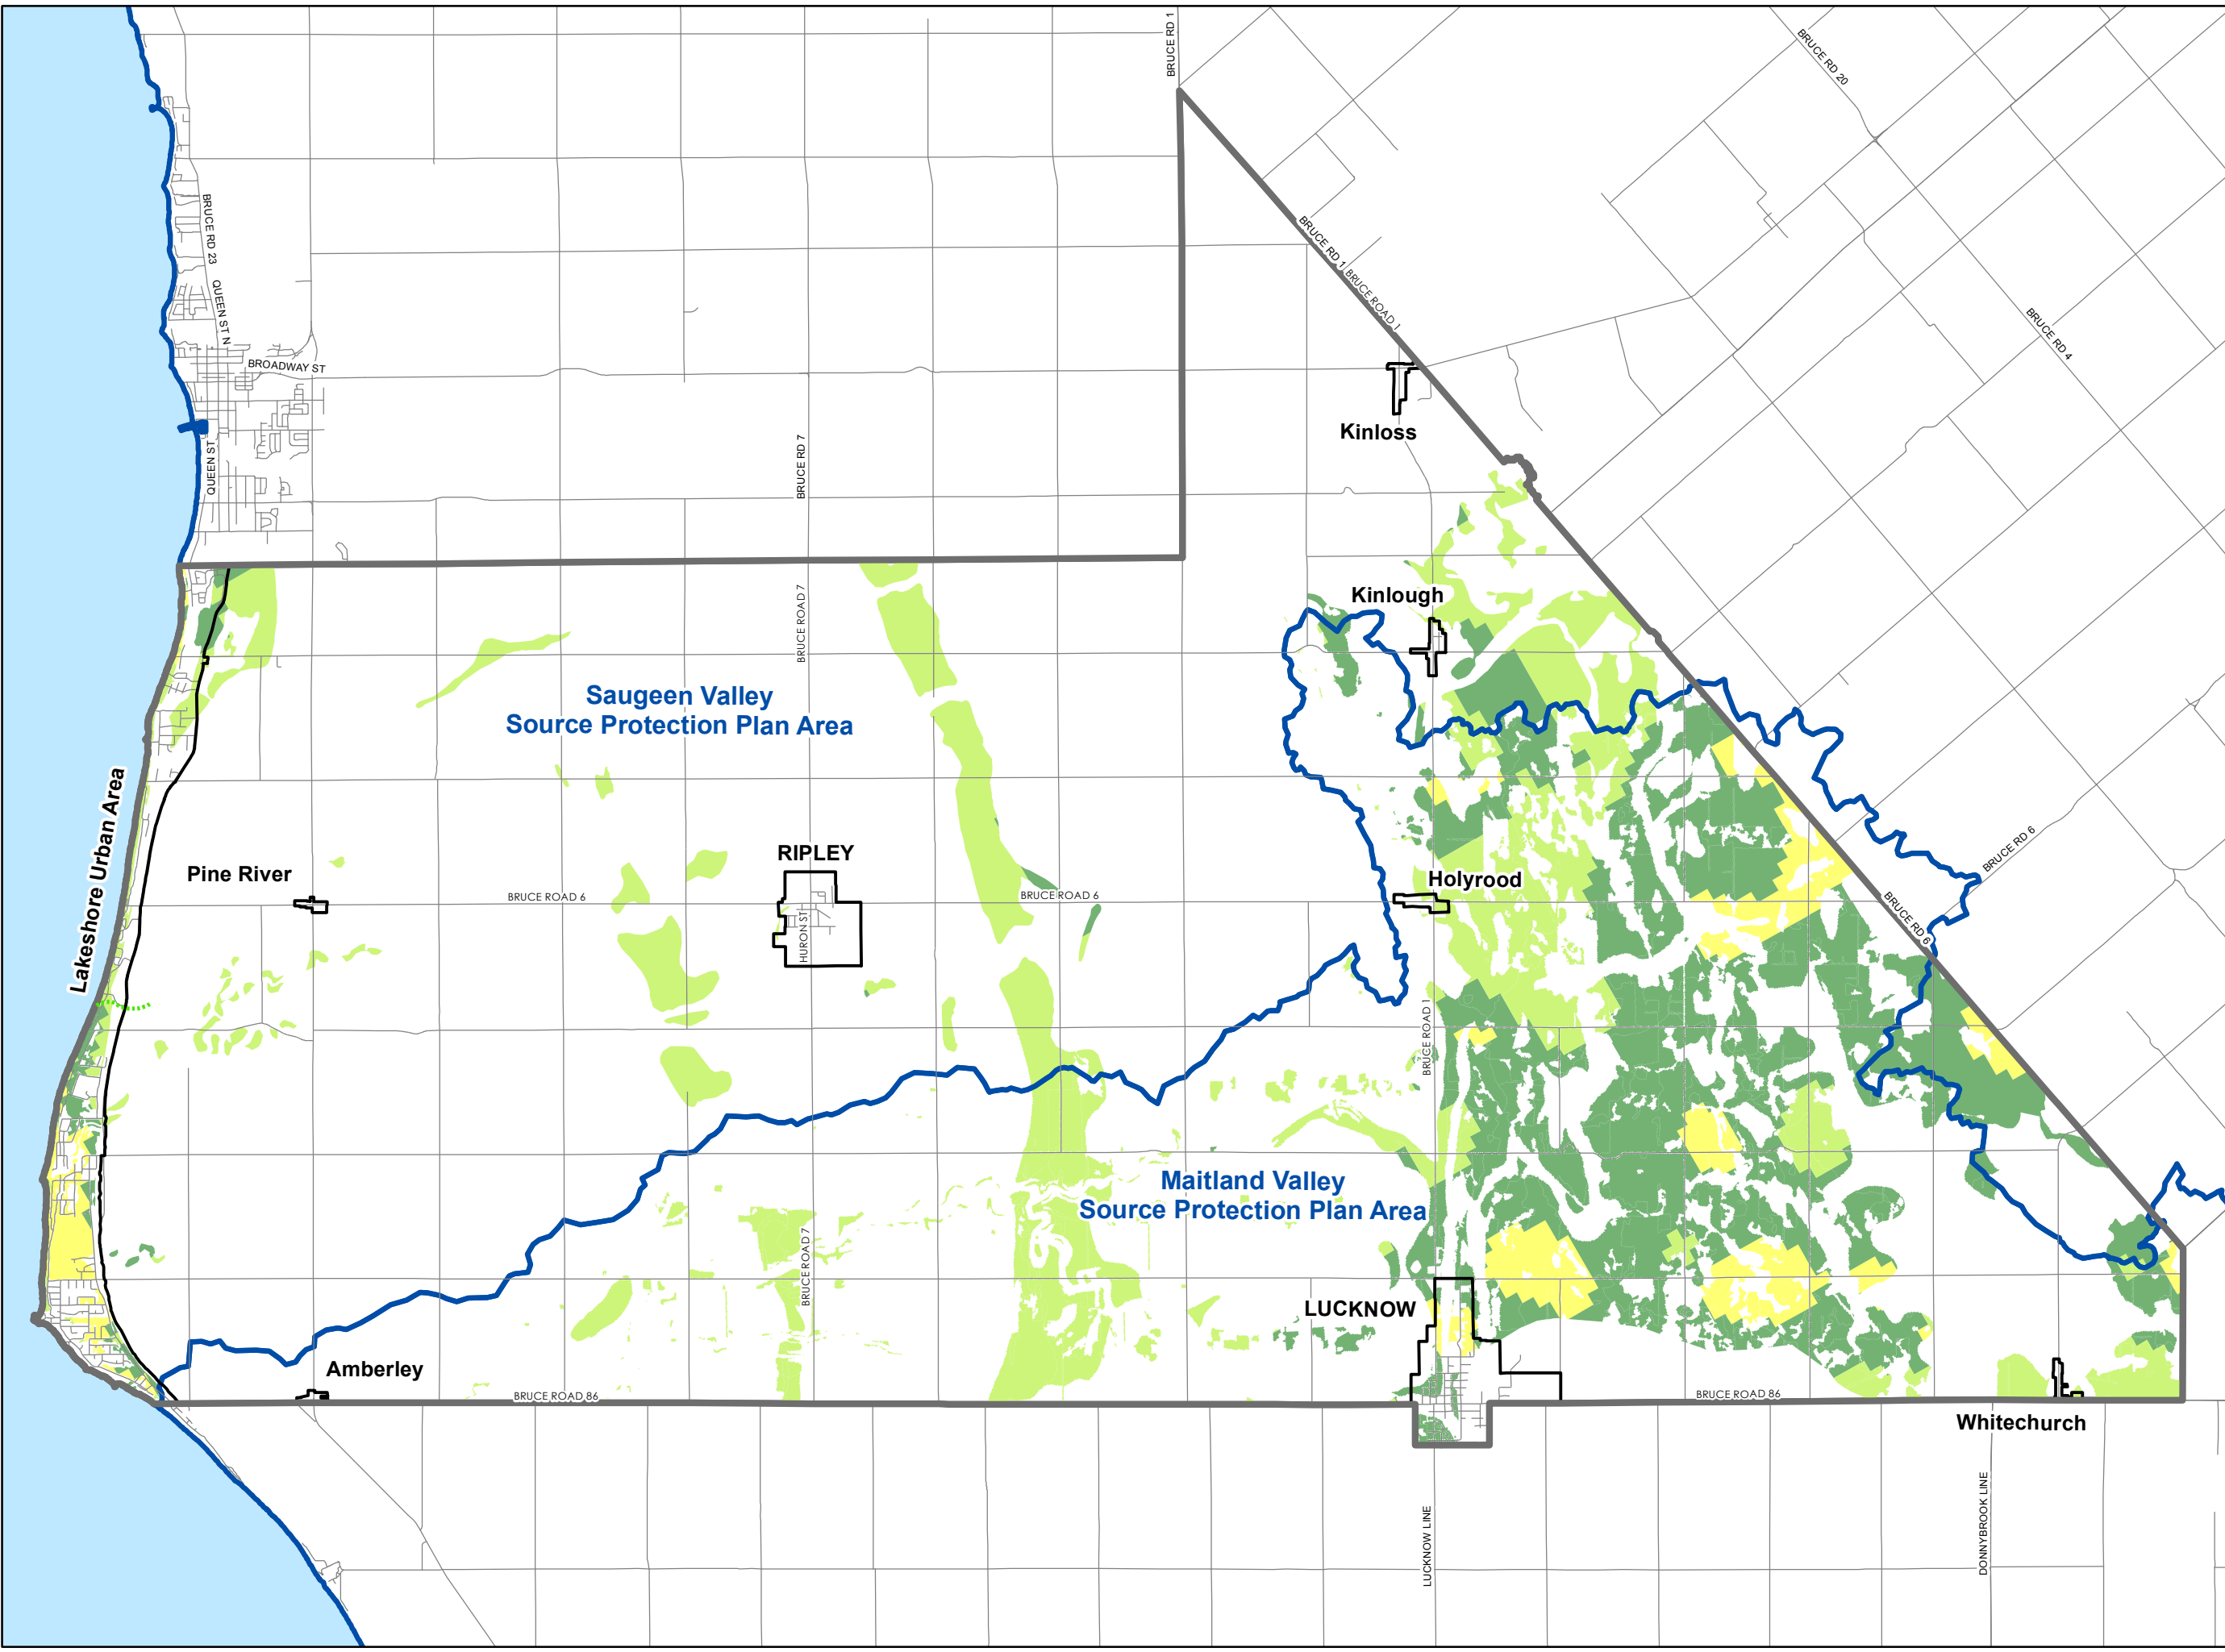 BRUCE RD 1
BRUCE RD 20
BRUCE RD 23
QUEEN ST N
BRUCE RD 1
BRUCE ROAD 1
BRUCE RD 4
BROADWAY ST
Kinloss
QUEEN ST
BRUCE RD 7
Kinlough
BRUCE ROAD 7
Saugeen Valley
Source Protection Plan Area
Lakeshore Urban Area
RIPLEY
Pine River
Holyrood
BRUCE RD 6
BRUCE ROAD 6
BRUCE ROAD 6
BRUCE RD 6
HURON ST
BRUCE ROAD 1
Maitland Valley
Source Protection Plan Area
BRUCE ROAD 7
LUCKNOW
Amberley
BRUCE ROAD 86
BRUCE ROAD 86
Whitechurch
LUCKNOW LINE
DONNYBROOK LINE